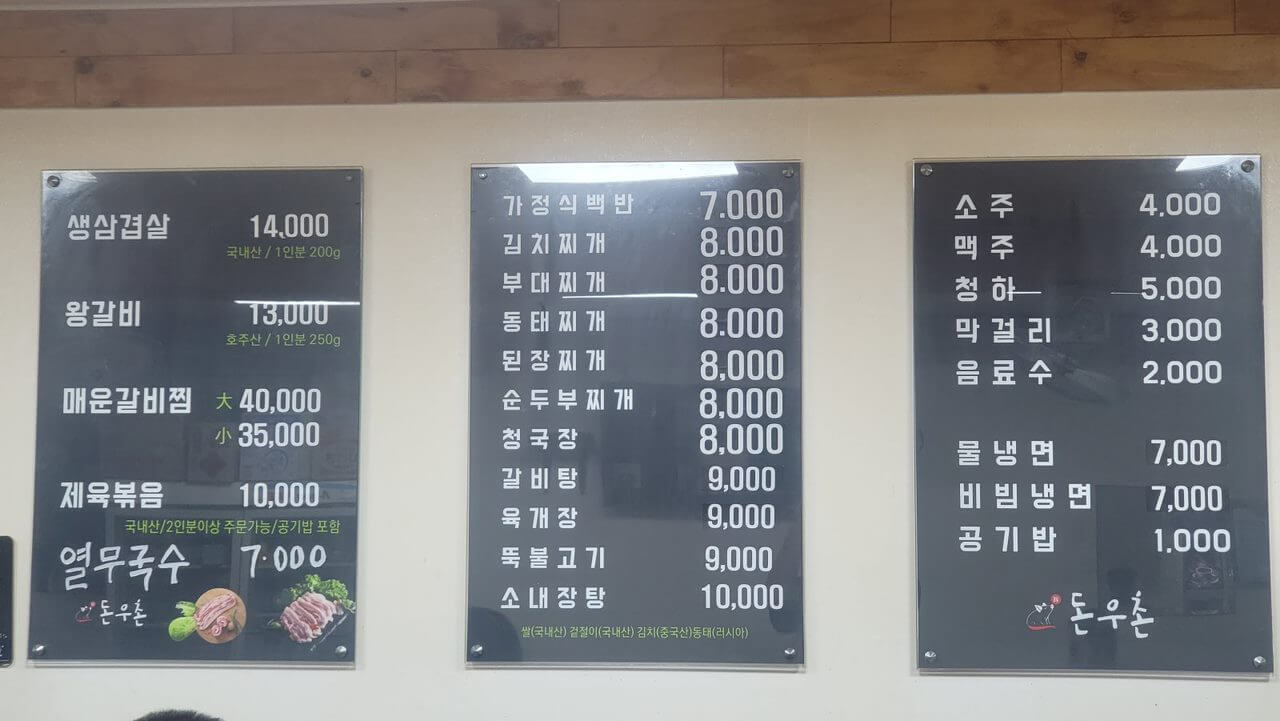 생삼겹살 14,000
국내산 / 1인분 200g
왕갈비 13,000
호주산 / 1인분 250g
매운갈비찜 大 40,000
小 35,000
제육볶음 10,000
국내산/2인분이상 주문가능/공기밥 포함
열무국수 7.000
돈우촌
가정식백반 7.000
김치찌개 8.000
부대찌개 8.000
동태찌개 8.000
된장찌개 8,000
순두부찌개 8,000
청국장 8,000
갈비탕 9,000
육개장 9,000
뚝불고기 9,000
소내장탕 10,000
쌀(국내산) 겉절이(국내산) 김치(중국산)동태(러시아)
소주 4,000
맥주 4,000
청하 5,000
막걸리 3,000
음료수 2,000
물냉면 7,000
비빔냉면 7,000
공기밥 1,000
돈우촌